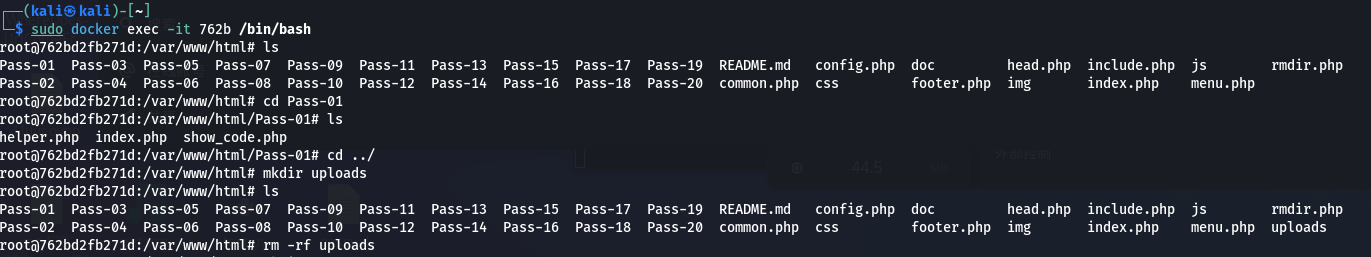 ┌──(kali㉿kali)-[~]
└─$ sudo docker exec -it 762b /bin/bash
root@762bd2fb271d:/var/www/html# ls
Pass-01  Pass-03  Pass-05  Pass-07  Pass-09  Pass-11  Pass-13  Pass-15  Pass-17  Pass-19  README.md   config.php  doc         head.php  include.php  js        rmdir.php
Pass-02  Pass-04  Pass-06  Pass-08  Pass-10  Pass-12  Pass-14  Pass-16  Pass-18  Pass-20  common.php  css         footer.php  img       index.php    menu.php
root@762bd2fb271d:/var/www/html# cd Pass-01
root@762bd2fb271d:/var/www/html/Pass-01# ls
helper.php  index.php  show_code.php
root@762bd2fb271d:/var/www/html/Pass-01# cd ../
root@762bd2fb271d:/var/www/html# mkdir uploads
root@762bd2fb271d:/var/www/html# ls
Pass-01  Pass-03  Pass-05  Pass-07  Pass-09  Pass-11  Pass-13  Pass-15  Pass-17  Pass-19  README.md   config.php  doc         head.php  include.php  js        rmdir.php
Pass-02  Pass-04  Pass-06  Pass-08  Pass-10  Pass-12  Pass-14  Pass-16  Pass-18  Pass-20  common.php  css         footer.php  img       index.php    menu.php  uploads
root@762bd2fb271d:/var/www/html# rm -rf uploads
44.5